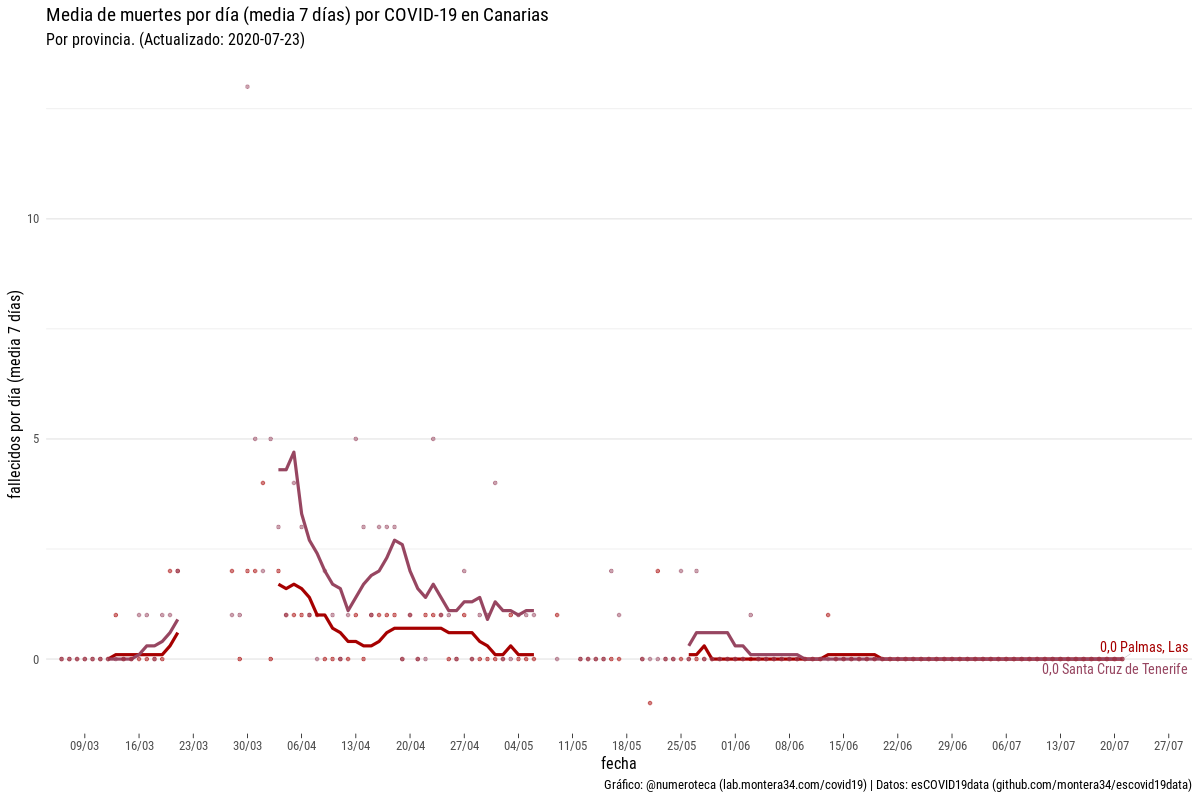 Media de muertes por día (media 7 días) por COVID-19 en Canarias
Por provincia. (Actualizado: 2020-07-23)
fallecidos por día (media 7 días)
10
5
0
0,0 Palmas, Las
0,0 Santa Cruz de Tenerife
09/03 16/03 23/03 30/03 06/04 13/04 20/04 27/04 04/05 11/05 18/05 25/05 01/06 08/06 15/06 22/06 29/06 06/07 13/07 20/07 27/07
fecha
Gráfico: @numeroteca (lab.montera34.com/covid19) | Datos: esCOVID19data (github.com/montera34/escovid19data)